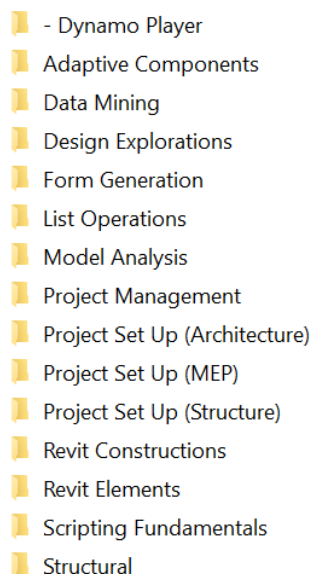 - Dynamo Player
Adaptive Components
Data Mining
Design Explorations
Form Generation
List Operations
Model Analysis
Project Management
Project Set Up (Architecture)
Project Set Up (MEP)
Project Set Up (Structure)
Revit Constructions
Revit Elements
Scripting Fundamentals
Structural